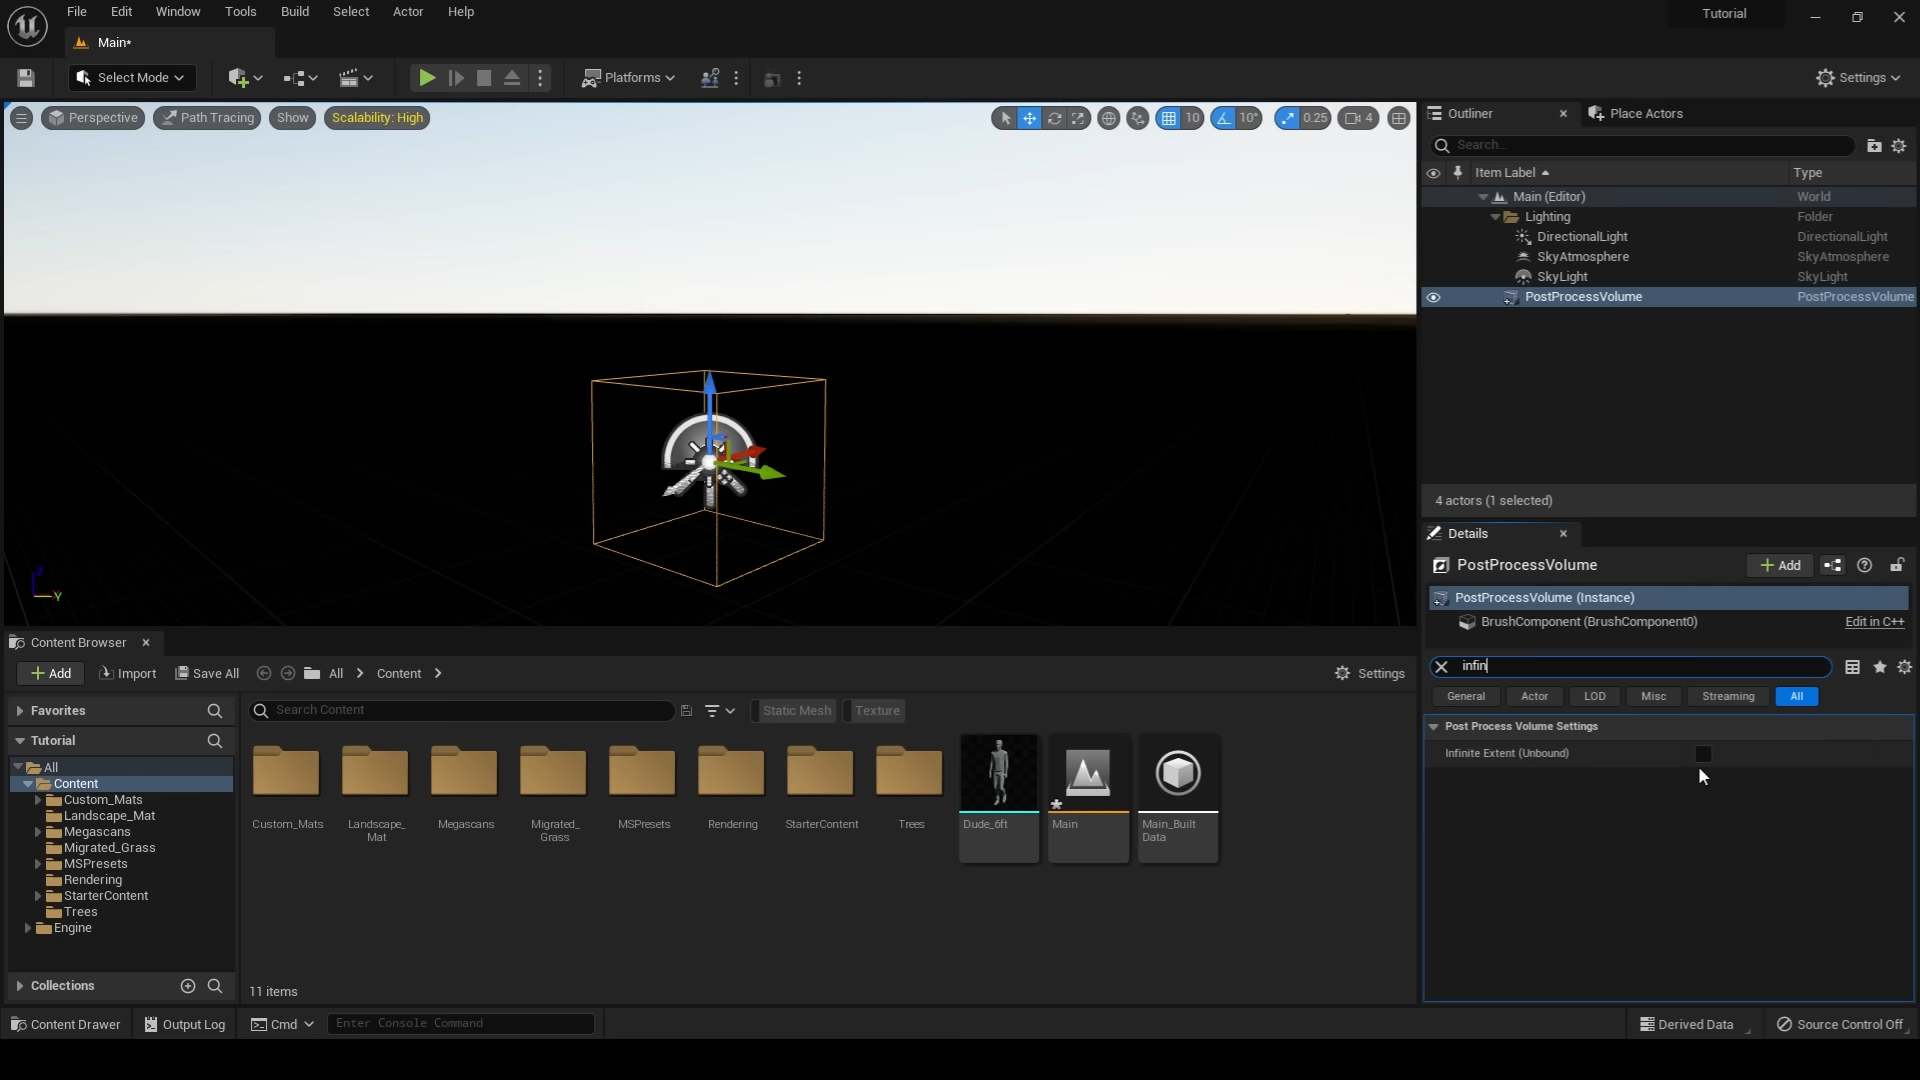 File Edit Window Tools Build Select Actor Help
Tutorial
Main*
Select Mode
Platforms
Settings
Perspective Path Tracing Show Scalability: High
10 10° 0.25 4
Outliner
Place Actors
Search...
Item Label Type
Main (Editor) World
Lighting Folder
DirectionalLight DirectionalLight
SkyAtmosphere SkyAtmosphere
SkyLight SkyLight
PostProcessVolume PostProcessVolume
4 actors (1 selected)
Details
PostProcessVolume
Add
PostProcessVolume (Instance)
BrushComponent (BrushComponent0) Edit in C++
infin
General Actor LOD Misc Streaming All
Post Process Volume Settings
Infinite Extent (Unbound)
Z
Y
Content Browser
Add Import Save All All Content Settings
Favorites
Tutorial
All
Content
Custom_Mats
Landscape_Mat
Megascans
Migrated_Grass
MSPresets
Rendering
StarterContent
Trees
Engine
Collections
Search Content Static Mesh Texture
Custom_Mats Landscape_ Megascans Migrated_ MSPresets Rendering StarterContent Trees Dude_6ft Main Main_Built
Mat Grass Data
11 items
Content Drawer Output Log Cmd Enter Console Command Derived Data Source Control Off